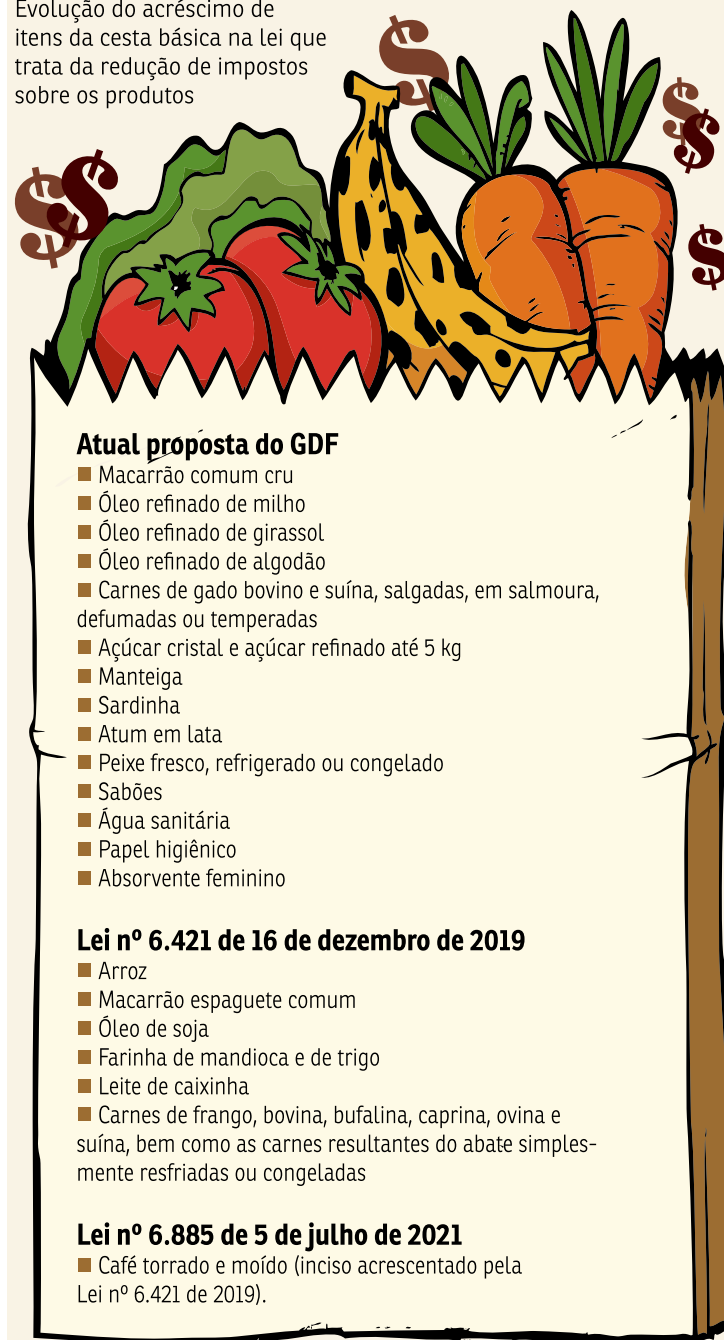 Evolução do acréscimo de
itens da cesta básica na lei que
trata da redução de impostos
sobre os produtos
$
$
$
$
$
$
Atual proposta do GDF
■ Macarrão comum cru
■ Óleo refinado de milho
■ Óleo refinado de girassol
■ Óleo refinado de algodão
■ Carnes de gado bovino e suína, salgadas, em salmoura,
defumadas ou temperadas
■ Açúcar cristal e açúcar refinado até 5 kg
■ Manteiga
■ Sardinha
■ Atum em lata
■ Peixe fresco, refrigerado ou congelado
■ Sabões
■ Água sanitária
■ Papel higiênico
■ Absorvente feminino
Lei nº 6.421 de 16 de dezembro de 2019
■ Arroz
■ Macarrão espaguete comum
■ Óleo de soja
■ Farinha de mandioca e de trigo
■ Leite de caixinha
■ Carnes de frango, bovina, bufalina, caprina, ovina e
suína, bem como as carnes resultantes do abate simples-
mente resfriadas ou congeladas
Lei nº 6.885 de 5 de julho de 2021
■ Café torrado e moído (inciso acrescentado pela
Lei nº 6.421 de 2019).